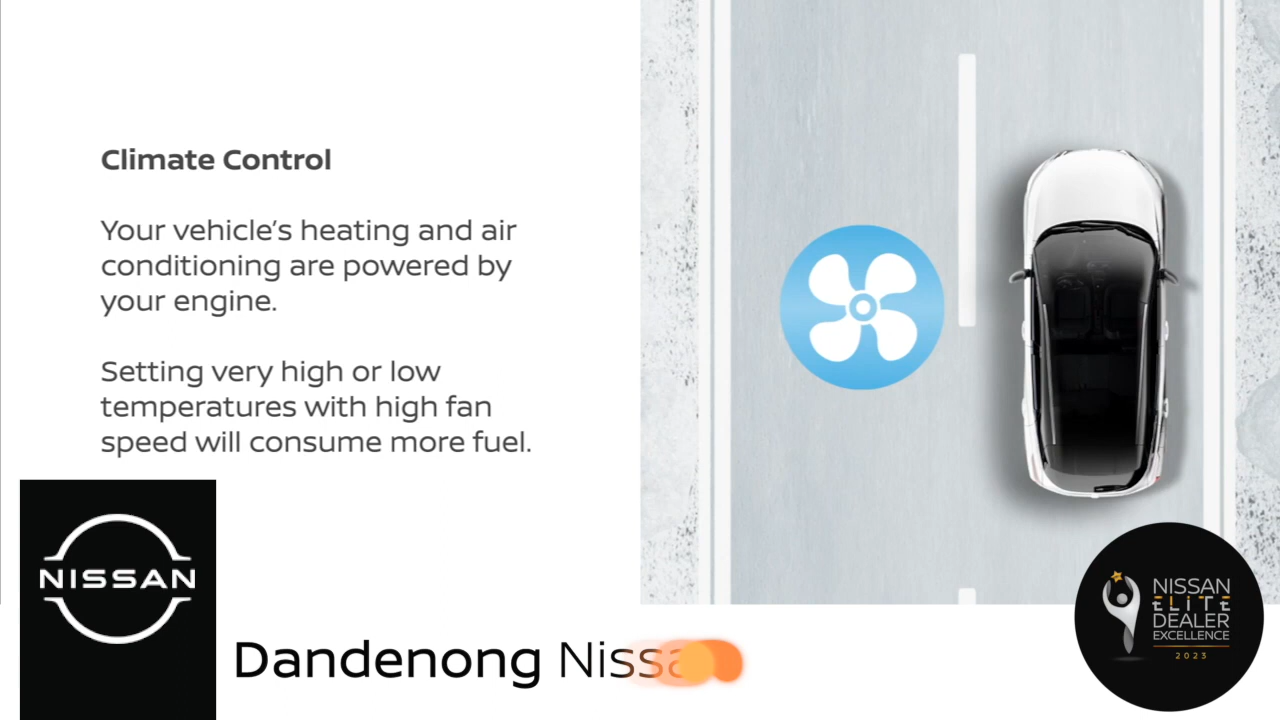 Climate Control
Your vehicle's heating and air
conditioning are powered by
your engine.
Setting very high or low
temperatures with high fan
speed will consume more fuel.
NISSAN
Dandenong
NISSAN
ELITE
DEALER
EXCELLENCE
2023